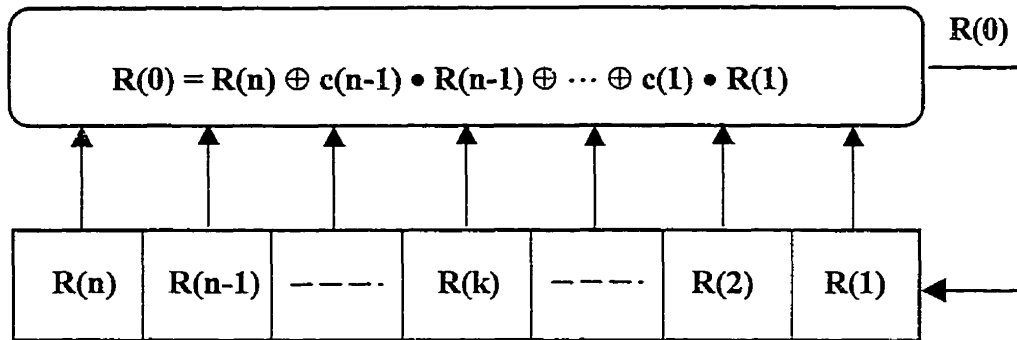 R(0)
R(0) = R(n) ⊕ c(n-1) • R(n-1) ⊕ ··· ⊕ c(1) • R(1)
R(n) R(n-1) ----· R(k) ----· R(2) R(1)